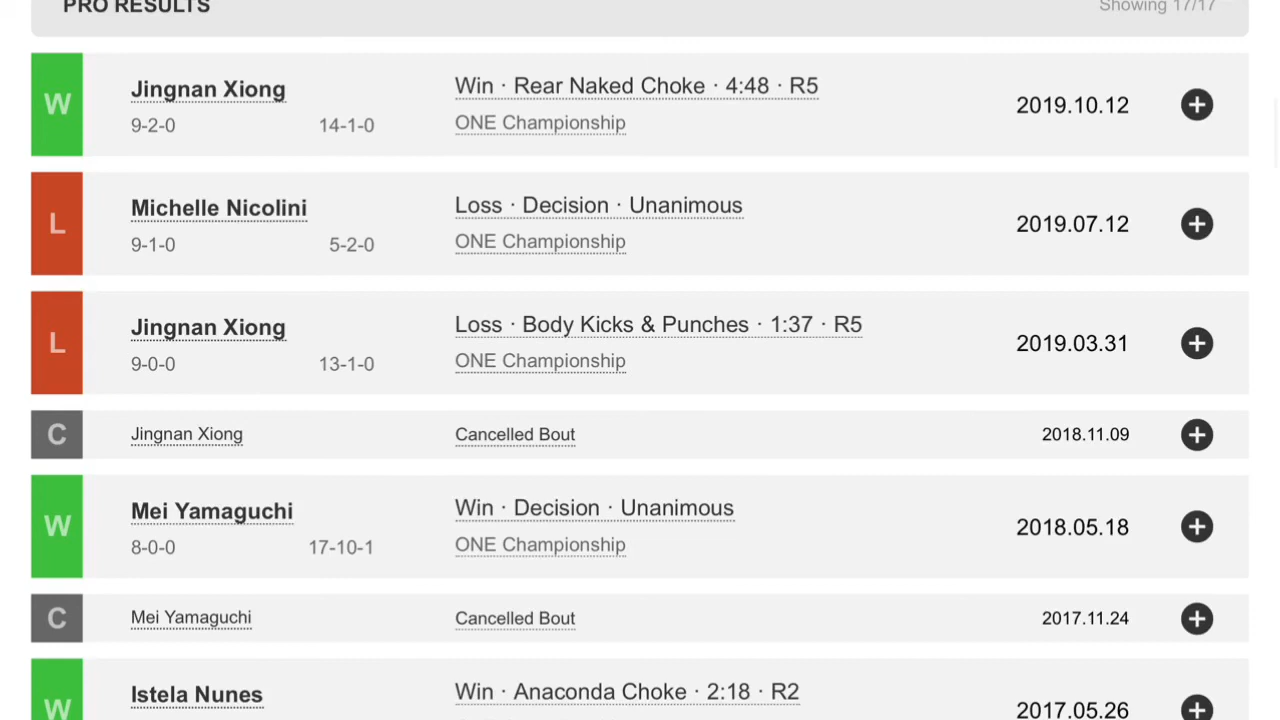 PRO RESULTS
Showing 17/17
W
Jingnan Xiong
9-2-0
14-1-0
Win · Rear Naked Choke · 4:48 · R5
ONE Championship
2019.10.12
L
Michelle Nicolini
9-1-0
5-2-0
Loss · Decision · Unanimous
ONE Championship
2019.07.12
L
Jingnan Xiong
9-0-0
13-1-0
Loss · Body Kicks & Punches · 1:37 · R5
ONE Championship
2019.03.31
C
Jingnan Xiong
Cancelled Bout
2018.11.09
W
Mei Yamaguchi
8-0-0
17-10-1
Win · Decision · Unanimous
ONE Championship
2018.05.18
C
Mei Yamaguchi
Cancelled Bout
2017.11.24
W
Istela Nunes
Win · Anaconda Choke · 2:18 · R2
2017.05.26